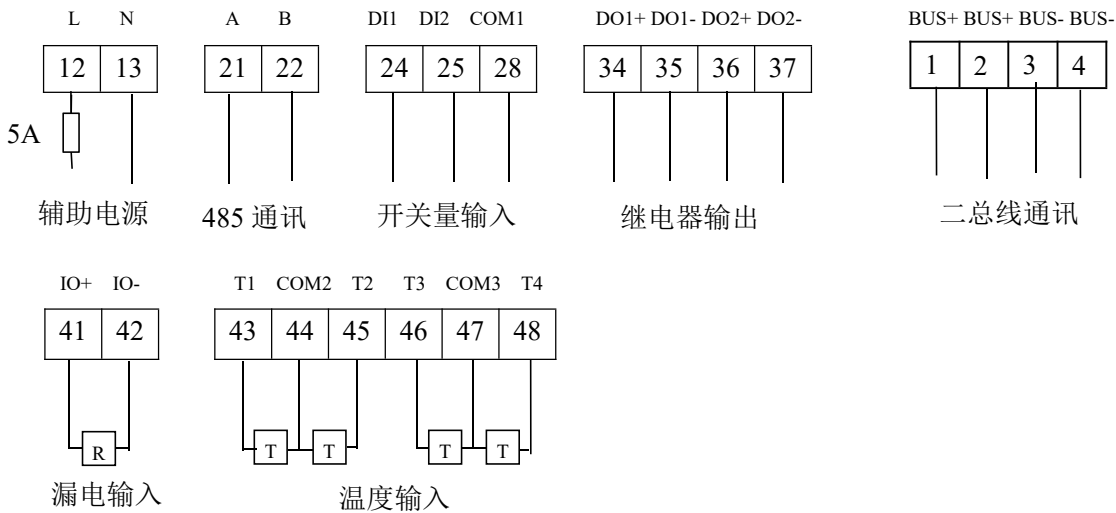 L N A B DI1 DI2 COM1 DO1+ DO1- DO2+ DO2- BUS+ BUS+ BUS- BUS-
12 13 21 22 24 25 28 34 35 36 37 1 2 3 4
5A
辅助电源 485 通讯 开关量输入 继电器输出 二总线通讯
IO+ IO- T1 COM2 T2 T3 COM3 T4
41 42 43 44 45 46 47 48
R T T T T
漏电输入 温度输入